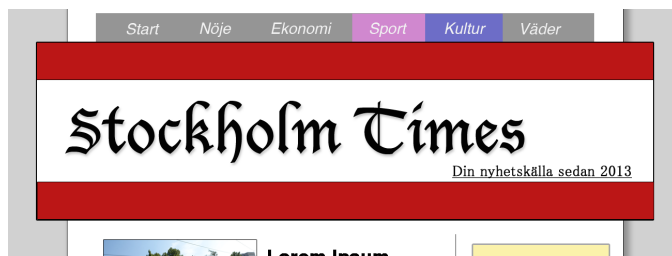 Start Nöje Ekonomi Sport Kultur Väder
Stockholm Times
Din nyhetskälla sedan 2013
Lorem Ipsum